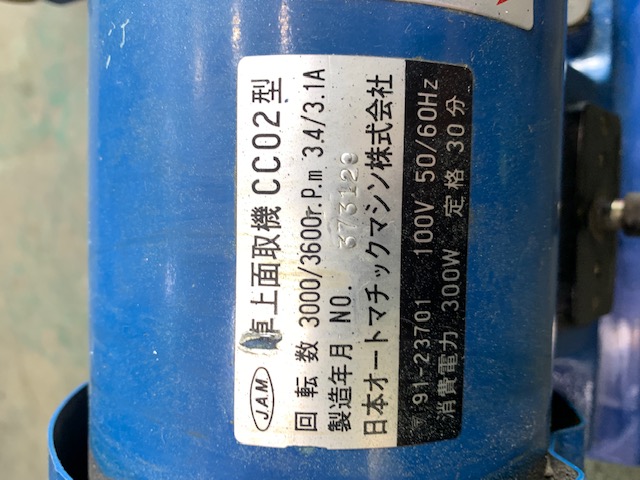 JAM 卓上面取機 CC02型
回転数 3000/3600r.p.m 3.4/3.1A
製造年月 NO. 373129
日本オートマチックマシン株式会社
〒 91-23701 100V 50/60Hz
消費電力 300W 定格 30分